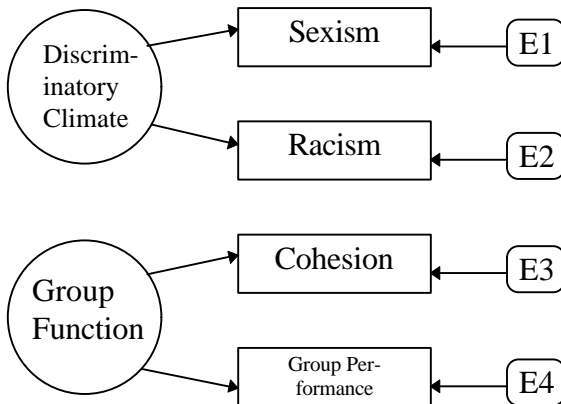 Discrim-
inatory
Climate
Sexism
E1
Racism
E2
Group
Function
Cohesion
E3
Group Per-
formance
E4